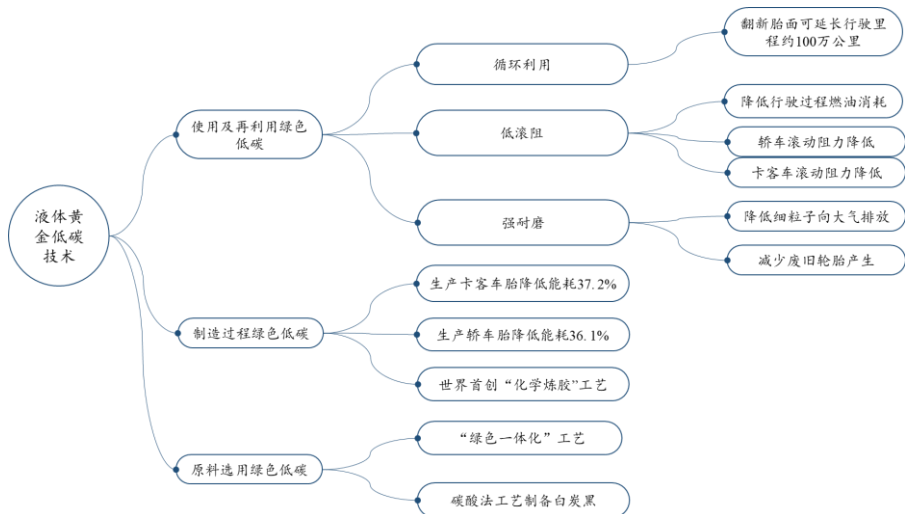 液体黄
金低碳
技术
使用及再利用绿色
低碳
循环利用
翻新胎面可延长行驶里
程约100万公里
低滚阻
降低行驶过程燃油消耗
轿车滚动阻力降低
卡客车滚动阻力降低
强耐磨
降低细粒子向大气排放
减少废旧轮胎产生
制造过程绿色低碳
生产卡客车胎降低能耗37.2%
生产轿车胎降低能耗36.1%
世界首创“化学炼胶”工艺
原料选用绿色低碳
“绿色一体化”工艺
碳酸法工艺制备白炭黑